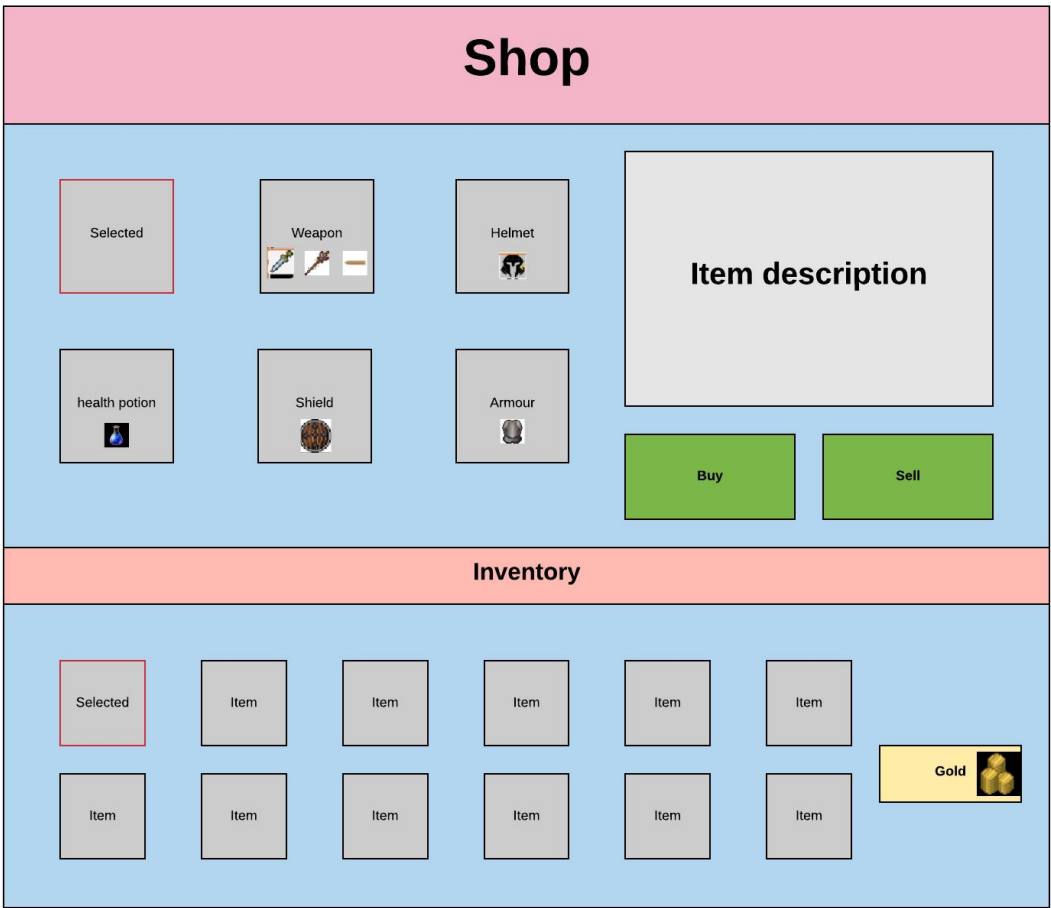 Shop
Selected
Weapon
Helmet
Item description
health potion
Shield
Armour
Buy
Sell
Inventory
Selected
Item
Item
Item
Item
Item
Gold
Item
Item
Item
Item
Item
Item